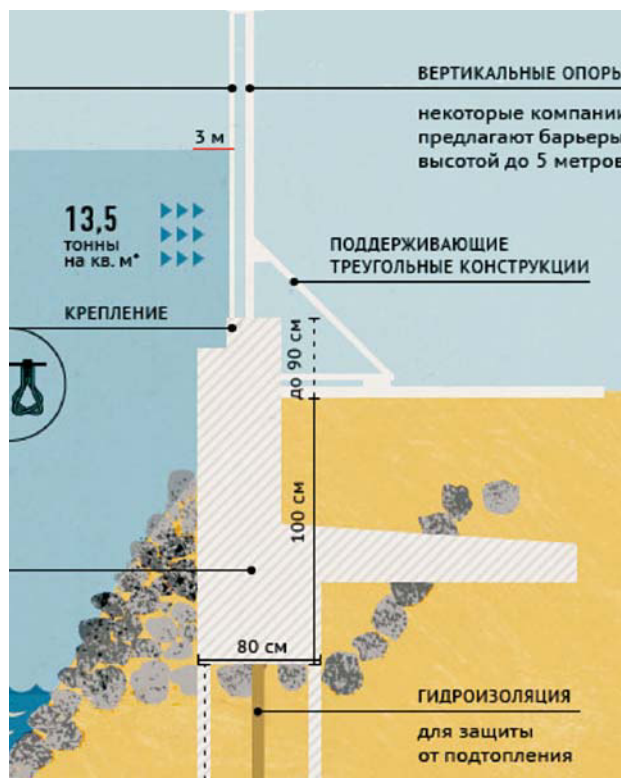 ВЕРТИКАЛЬНЫЕ ОПОРЫ
некоторые компании
предлагают барьеры
высотой до 5 метров
3 м
13,5
тонны
на кв. м*
ПОДДЕРЖИВАЮЩИЕ
ТРЕУГОЛЬНЫЕ КОНСТРУКЦИИ
КРЕПЛЕНИЕ
до 90 см
100 см
80 см
ГИДРОИЗОЛЯЦИЯ
для защиты
от подтопления